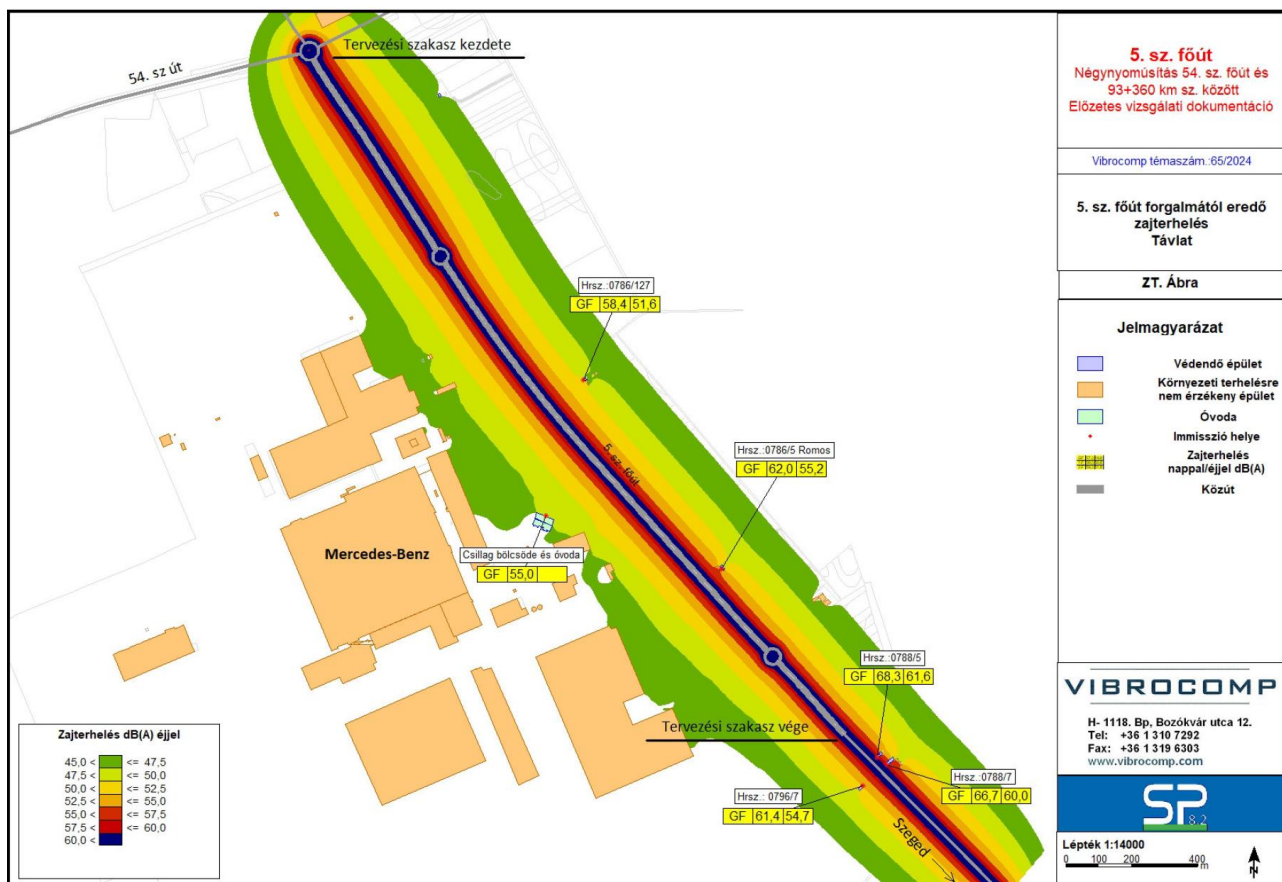 54. sz út
Tervezési szakasz kezdete
Hrsz.:0786/127
GF 58,4 51,6
5. sz. főút
Hrsz.:0786/5 Romos
GF 62,0 55,2
Mercedes-Benz
Csillag bölcsöde és óvoda
GF 55,0
Hrsz.:0788/5
GF 68,3 61,6
Tervezési szakasz vége
Hrsz.:0788/7
GF 66,7 60,0
Hrsz.: 0796/7
GF 61,4 54,7
Szeged
Zajterhelés dB(A) éjjel
45,0 < <= 47,5
47,5 < <= 50,0
50,0 < <= 52,5
52,5 < <= 55,0
55,0 < <= 57,5
57,5 < <= 60,0
60,0 <
5. sz. főút
Négynyomúsítás 54. sz. főút és
93+360 km sz. között
Előzetes vizsgálati dokumentáció
Vibrocomp témaszám.:65/2024
5. sz. főút forgalmától eredő
zajterhelés
Távlat
ZT. Ábra
Jelmagyarázat
Védendő épület
Környezeti terhelésre
nem érzékeny épület
Óvoda
Immisszió helye
Zajterhelés
nappal/éjjel dB(A)
Közút
VIBROCOMP
H- 1118. Bp, Bozókvár utca 12.
Tel: +36 1 310 7292
Fax: +36 1 319 6303
www.vibrocomp.com
SP
8.2
Lépték 1:14000
0 100 200 400
m
N